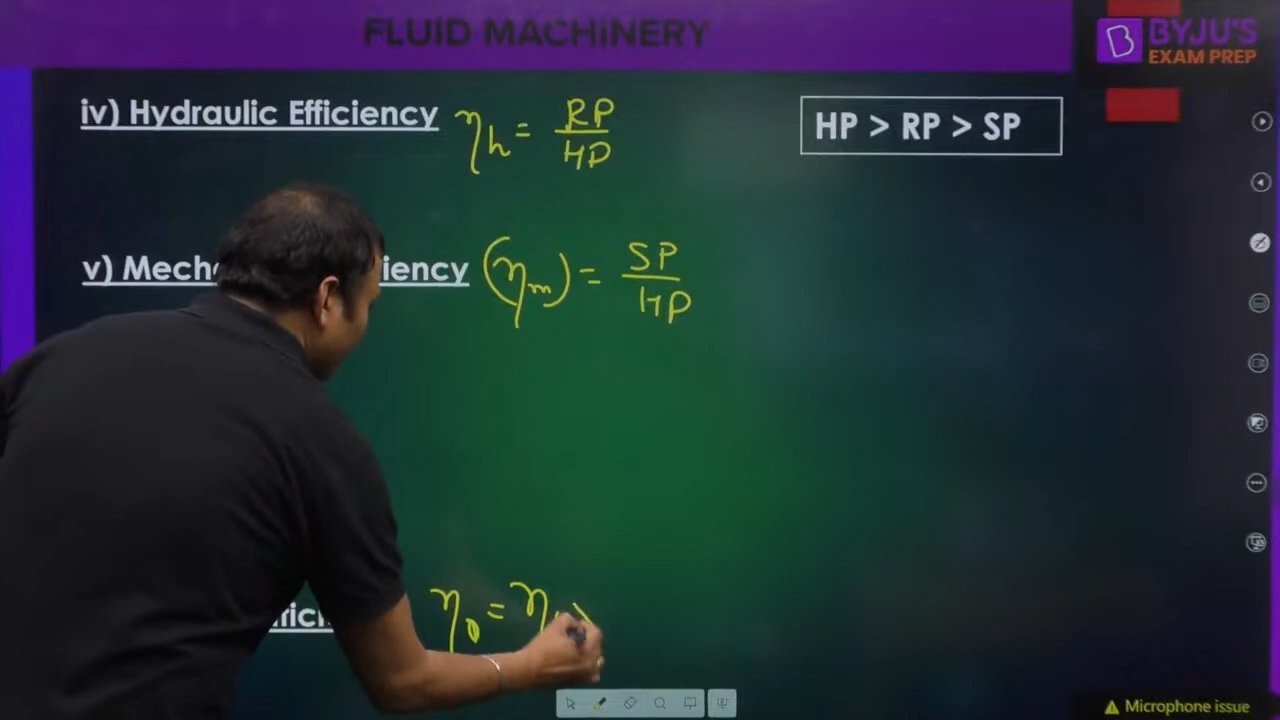 FLUID MACHINERY
BYJU'S
EXAM PREP
iv) Hydraulic Efficiency ηh = RP/HP
HP > RP > SP
(ηm) = SP/HP
η0 = η
Microphone issue